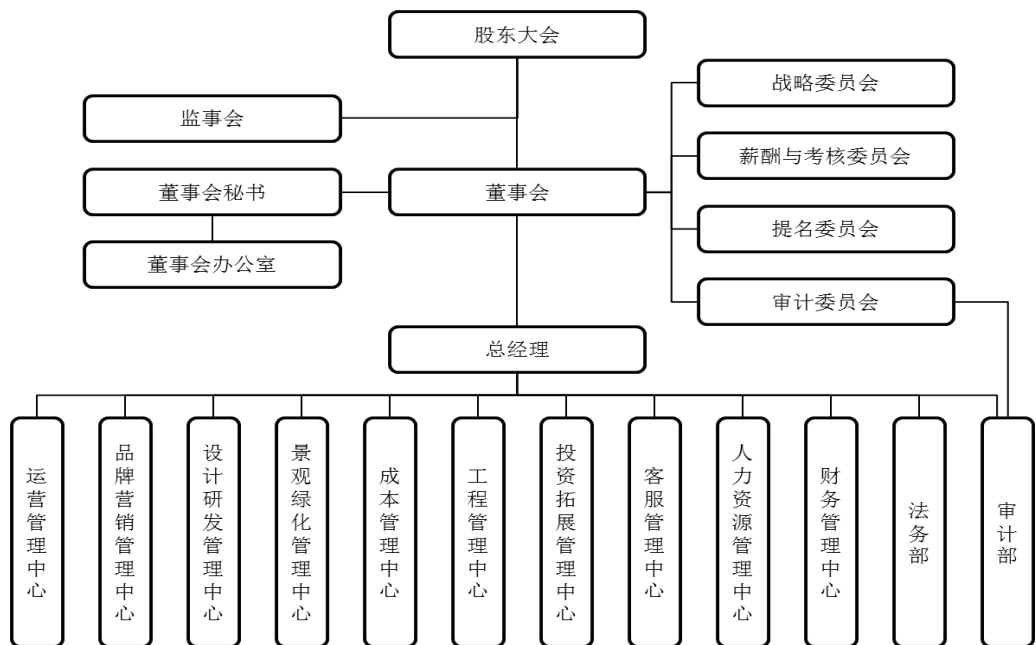 股东大会
战略委员会
监事会
薪酬与考核委员会
董事会秘书
董事会
提名委员会
董事会办公室
审计委员会
总经理
运营管理中心
品牌营销管理中心
设计研发管理中心
景观绿化管理中心
成本管理中心
工程管理中心
投资拓展管理中心
客服管理中心
人力资源管理中心
财务管理中心
法务部
审计部